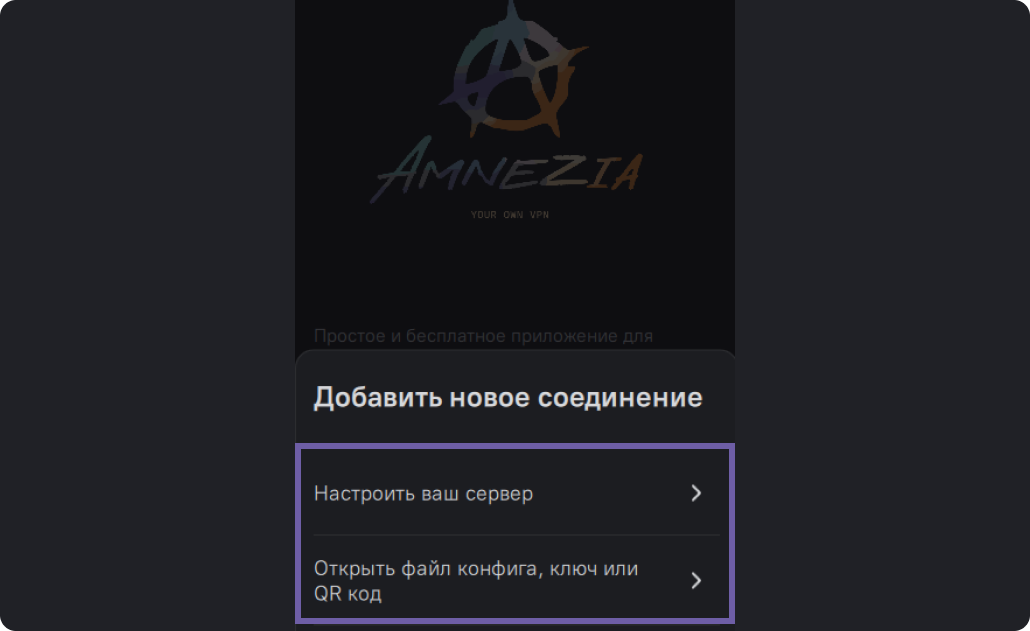 AMNEZIA
YOUR OWN VPN
Простое и бесплатное приложение для
Добавить новое соединение
Настроить ваш сервер
Открыть файл конфига, ключ или
QR код